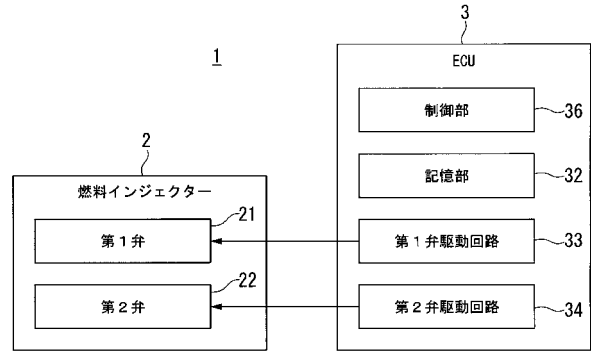 1
3
ECU
制御部
36
記憶部
32
第1弁駆動回路
33
第2弁駆動回路
34
2
燃料インジェクター
第1弁
21
第2弁
22